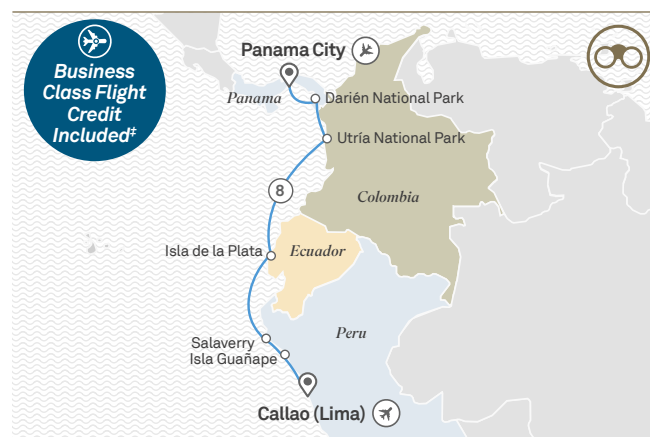 Business
Class Flight
Credit
Included‡
Panama City
Panama
Darién National Park
Utría National Park
8
Colombia
Isla de la Plata
Ecuador
Salaverry
Isla Guañape
Peru
Callao (Lima)